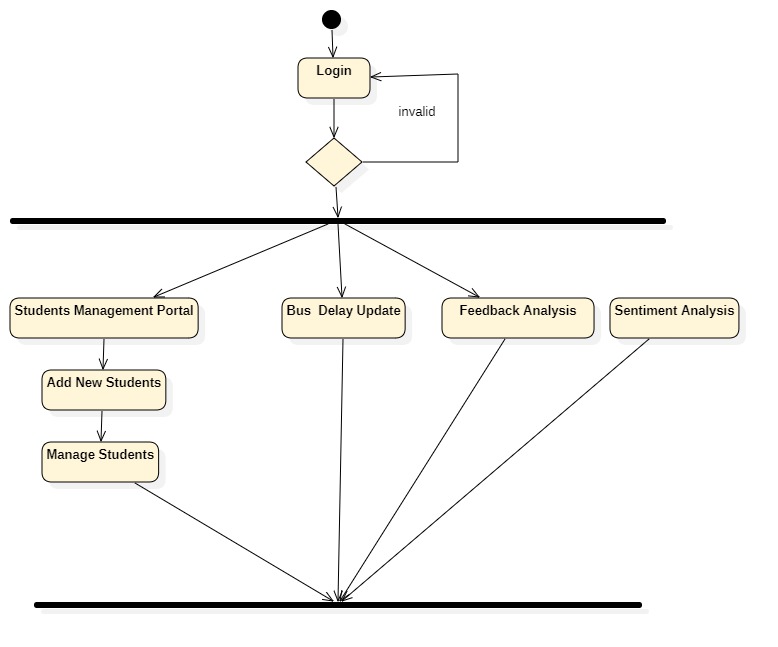 Login
invalid
Students Management Portal
Bus  Delay Update
Feedback Analysis
Sentiment Analysis
Add New Students
Manage Students